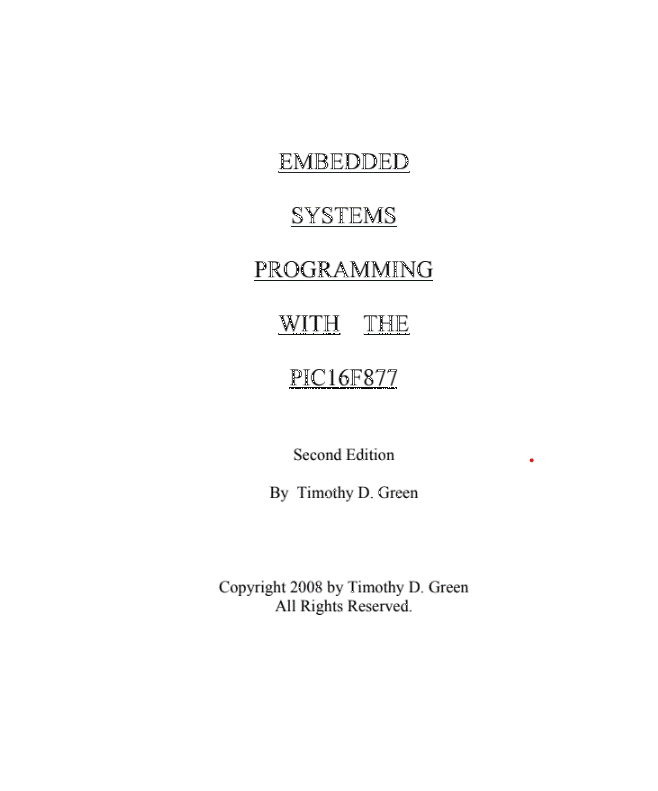 EMBEDDED
SYSTEMS
PROGRAMMING
WITH THE
PIC16F877
Second Edition
By Timothy D. Green
Copyright 2008 by Timothy D. Green
All Rights Reserved.